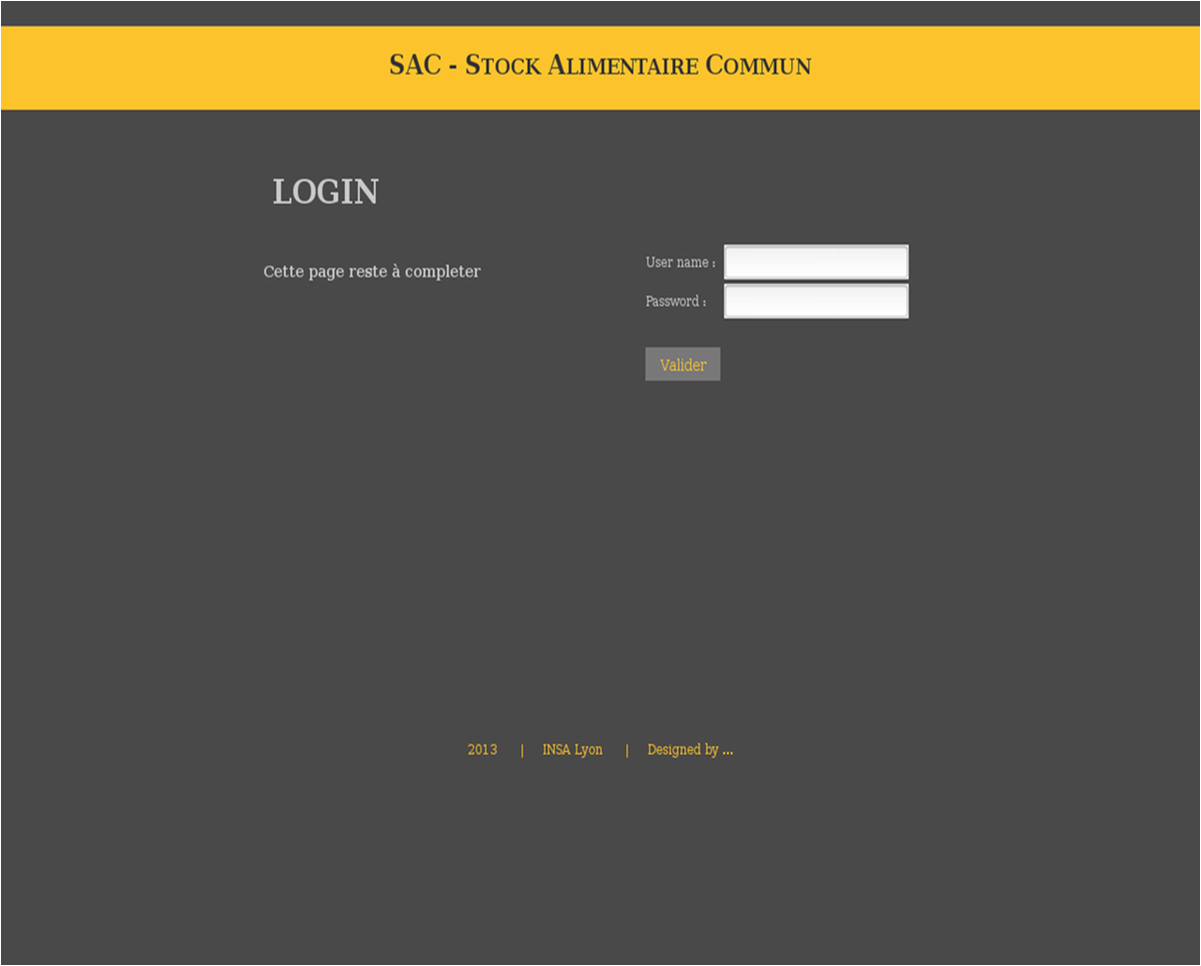 SAC - Stock Alimentaire Commun
LOGIN
Cette page reste à completer
User name :
Password :
Valider
2013 | INSA Lyon | Designed by ...